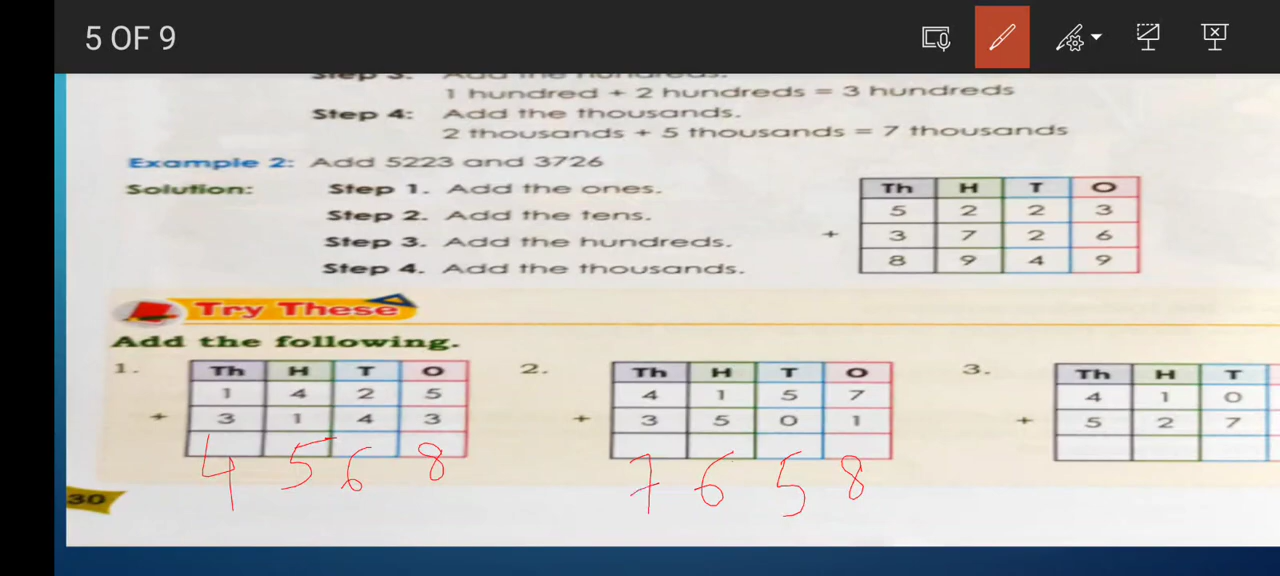 5 OF 9
Step 3: Add the hundreds.
1 hundred + 2 hundreds = 3 hundreds
Step 4: Add the thousands.
2 thousands + 5 thousands = 7 thousands
Example 2: Add 5223 and 3726
Solution: Step 1. Add the ones.
Step 2. Add the tens.
Step 3. Add the hundreds.
Step 4. Add the thousands.
Th H T O
5 2 2 3
+ 3 7 2 6
8 9 4 9
Try These
Add the following.
1. Th H T O
1 4 2 5
+ 3 1 4 3
4 5 6 8
2. Th H T O
4 1 5 7
+ 3 5 0 1
7 6 5 8
3. Th H T
4 1 0
+ 5 2 7
30